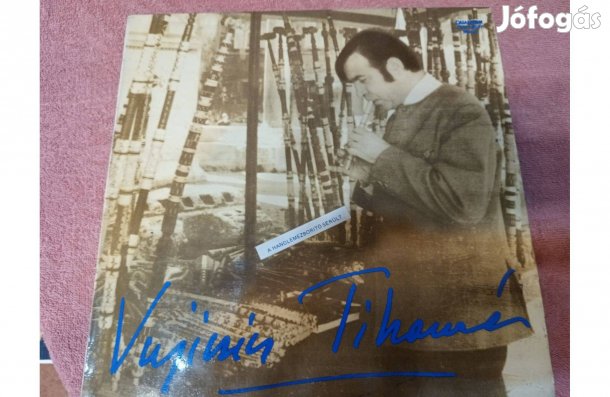 Jófogás
A HANGLEMEZBORÍTÓ SÉRÜLT
Vujicsics Tihamér